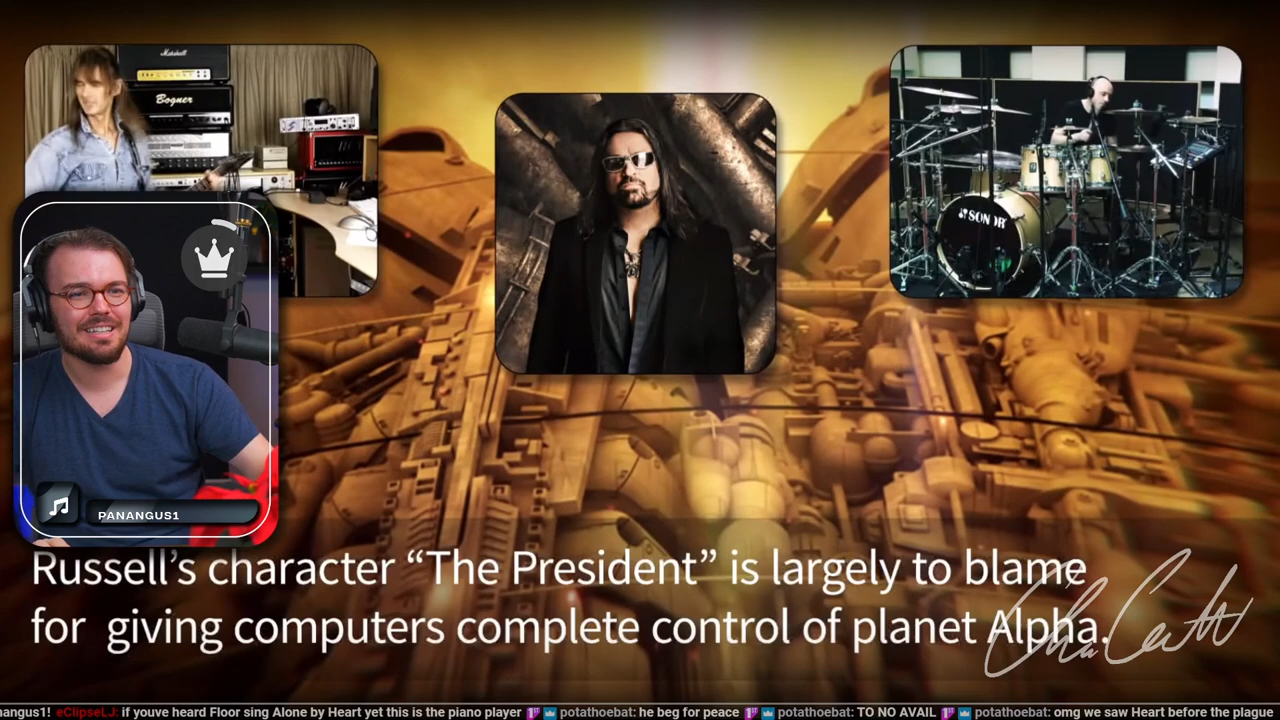 Marshall
Bogner
SONOR
PANANGUS1
Russell’s character “The President” is largely to blame
for  giving computers complete control of planet Alpha.
nangus1! eClipseLJ: if youve heard Floor sing Alone by Heart yet this is the piano player potathoebat: he beg for peace potathoebat: TO NO AVAIL potathoebat: omg we saw Heart before the plague